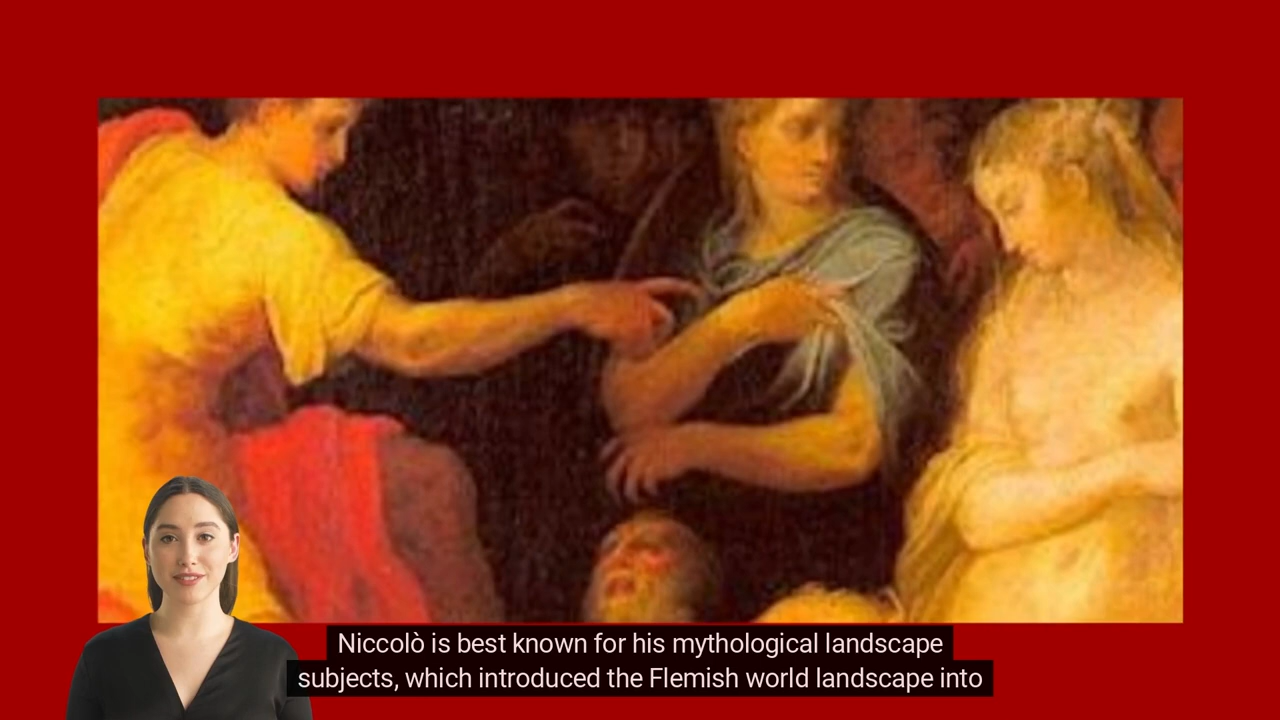 Niccolò is best known for his mythological landscape
subjects, which introduced the Flemish world landscape into